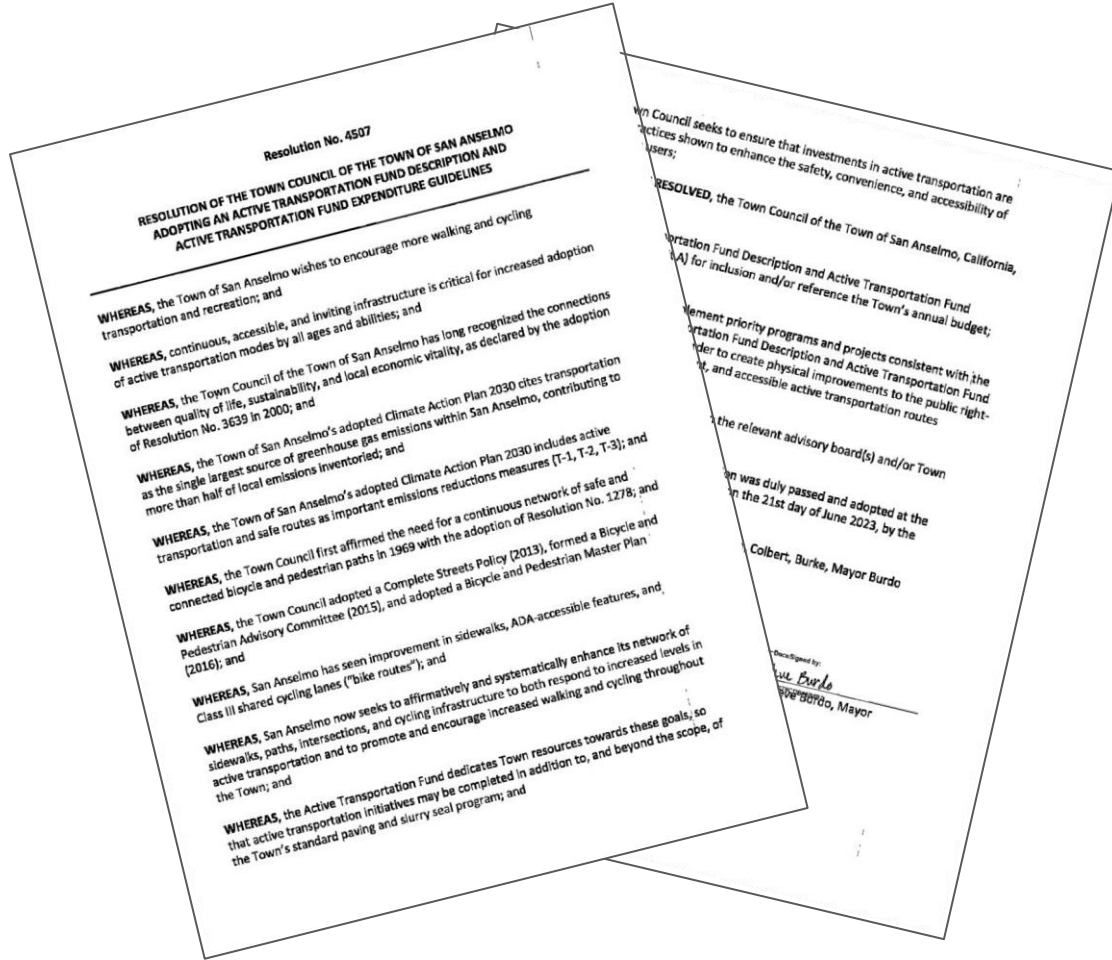 Resolution No. 4507
RESOLUTION OF THE TOWN COUNCIL OF THE TOWN OF SAN ANSELMO
ADOPTING AN ACTIVE TRANSPORTATION FUND DESCRIPTION AND
ACTIVE TRANSPORTATION FUND EXPENDITURE GUIDELINES
WHEREAS, the Town of San Anselmo wishes to encourage more walking and cycling
transportation and recreation; and
WHEREAS, continuous, accessible, and inviting infrastructure is critical for increased adoption
of active transportation modes by all ages and abilities; and
WHEREAS, the Town Council of the Town of San Anselmo has long recognized the connections
between quality of life, sustainability, and local economic vitality, as declared by the adoption
of Resolution No. 3639 in 2000; and
WHEREAS, the Town of San Anselmo's adopted Climate Action Plan 2030 cites transportation
as the single largest source of greenhouse gas emissions within San Anselmo, contributing to
more than half of local emissions inventoried; and
WHEREAS, the Town of San Anselmo's adopted Climate Action Plan 2030 includes active
transportation and safe routes as important emissions reductions measures (T-1, T-2, T-3); and
WHEREAS, the Town Council first affirmed the need for a continuous network of safe and
connected bicycle and pedestrian paths in 1969 with the adoption of Resolution No. 1278; and
WHEREAS, the Town Council adopted a Complete Streets Policy (2013), formed a Bicycle and
Pedestrian Advisory Committee (2015), and adopted a Bicycle and Pedestrian Master Plan
(2016); and
WHEREAS, San Anselmo has seen improvement in sidewalks, ADA-accessible features, and
Class III shared cycling lanes ("bike routes"); and
WHEREAS, San Anselmo now seeks to affirmatively and systematically enhance its network of
sidewalks, paths, intersections, and cycling infrastructure to both respond to increased levels in
active transportation and to promote and encourage increased walking and cycling throughout
the Town; and
WHEREAS, the Active Transportation Fund dedicates Town resources towards these goals, so
that active transportation initiatives may be completed in addition to, and beyond the scope, of
the Town's standard paving and slurry seal program; and
Council seeks to ensure that investments in active transportation are
shown to enhance the safety, convenience, and accessibility of
users;
RESOLVED, the Town Council of the Town of San Anselmo, California,
Fund Description and Active Transportation Fund
A) for inclusion and/or reference the Town's annual budget;
priority programs and projects consistent with the
Fund Description and Active Transportation Fund
to create physical improvements to the public right-
and accessible active transportation routes
the relevant advisory board(s) and/or Town
was duly passed and adopted at the
the 21st day of June 2023, by the
Colbert, Burke, Mayor Burdo
DocuSigned by:
Burdo
Burdo, Mayor